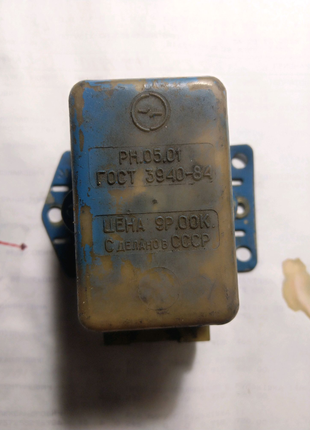 РН.05.01
ГОСТ 3940-84
ЦЕНА 9Р.00К.
СДЕЛАНО В СССР